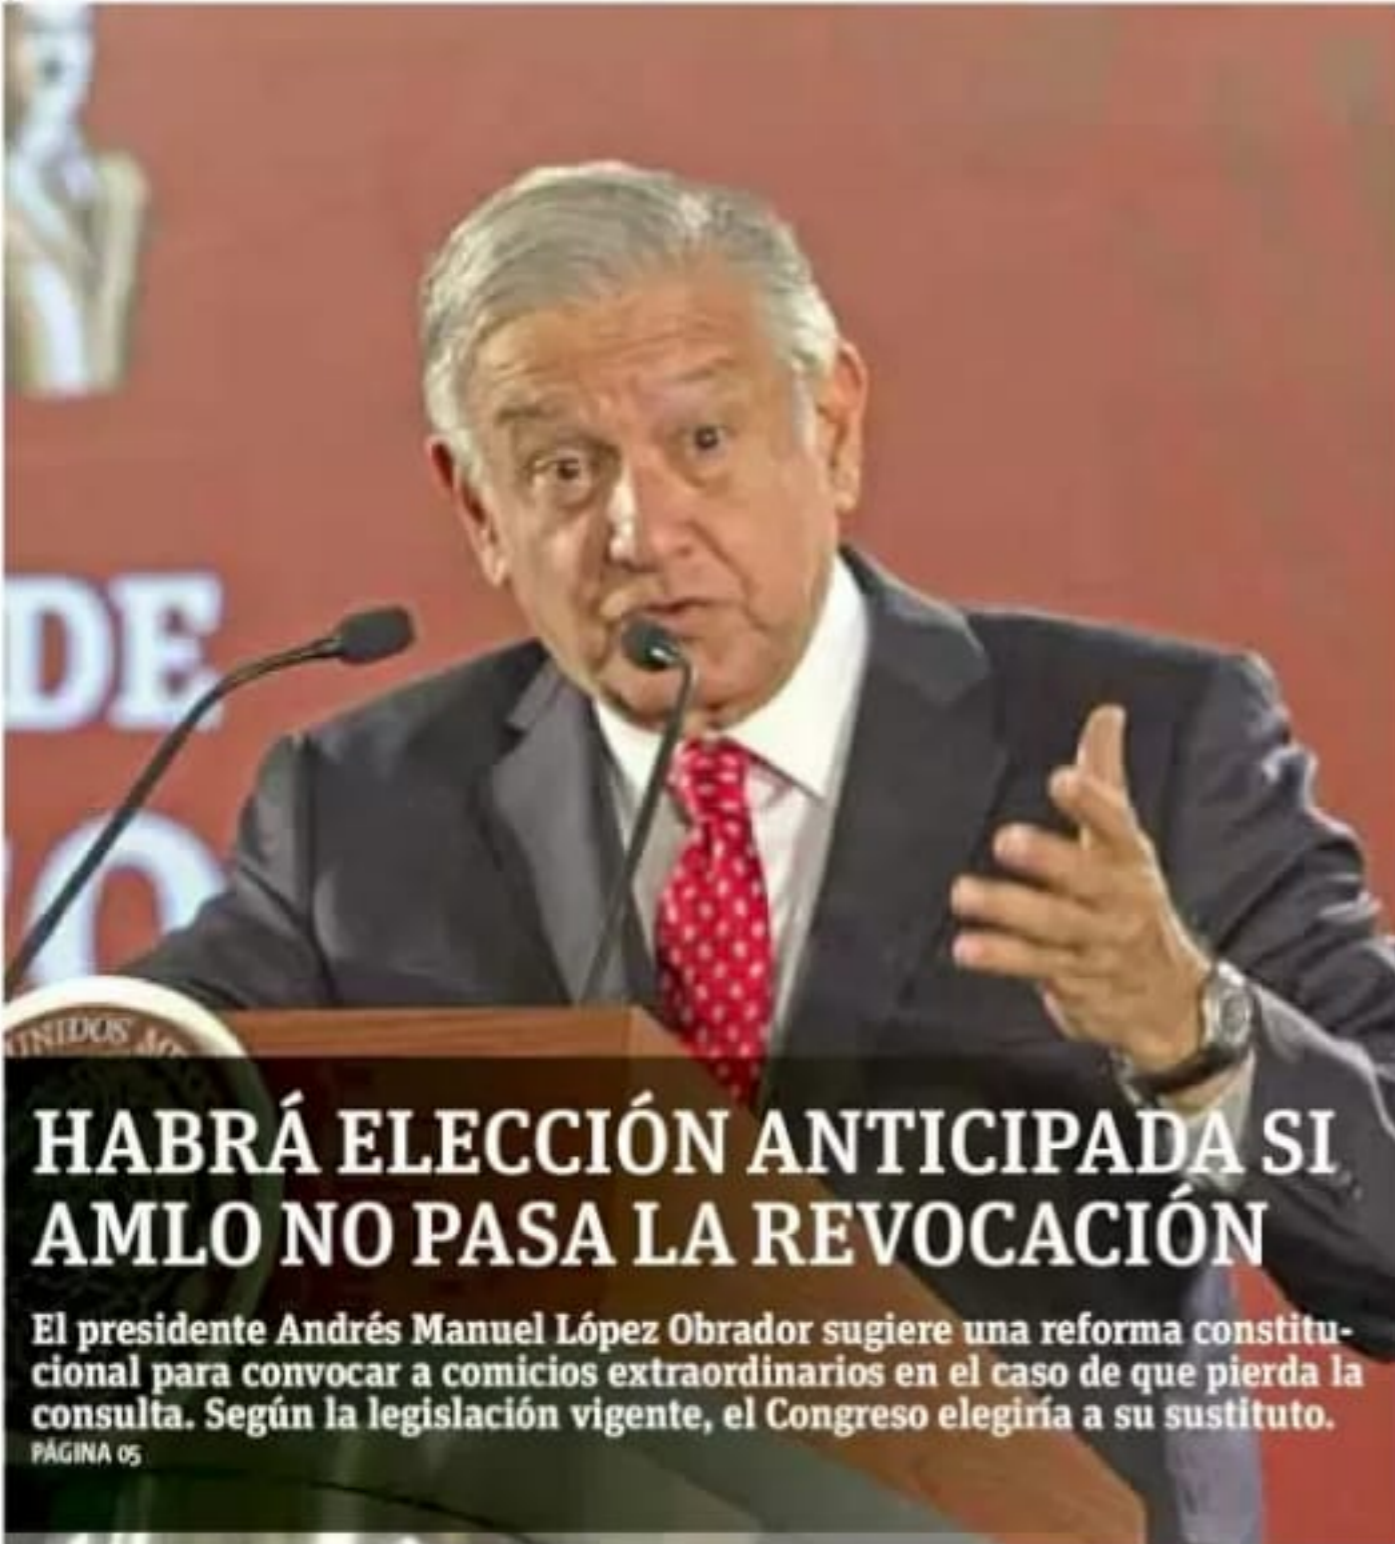 DE
O
UNIDOS
HABRÁ ELECCIÓN ANTICIPADA SI
AMLO NO PASA LA REVOCACIÓN
El presidente Andrés Manuel López Obrador sugiere una reforma constitu-
cional para convocar a comicios extraordinarios en el caso de que pierda la
consulta. Según la legislación vigente, el Congreso elegiría a su sustituto.
PÁGINA 05